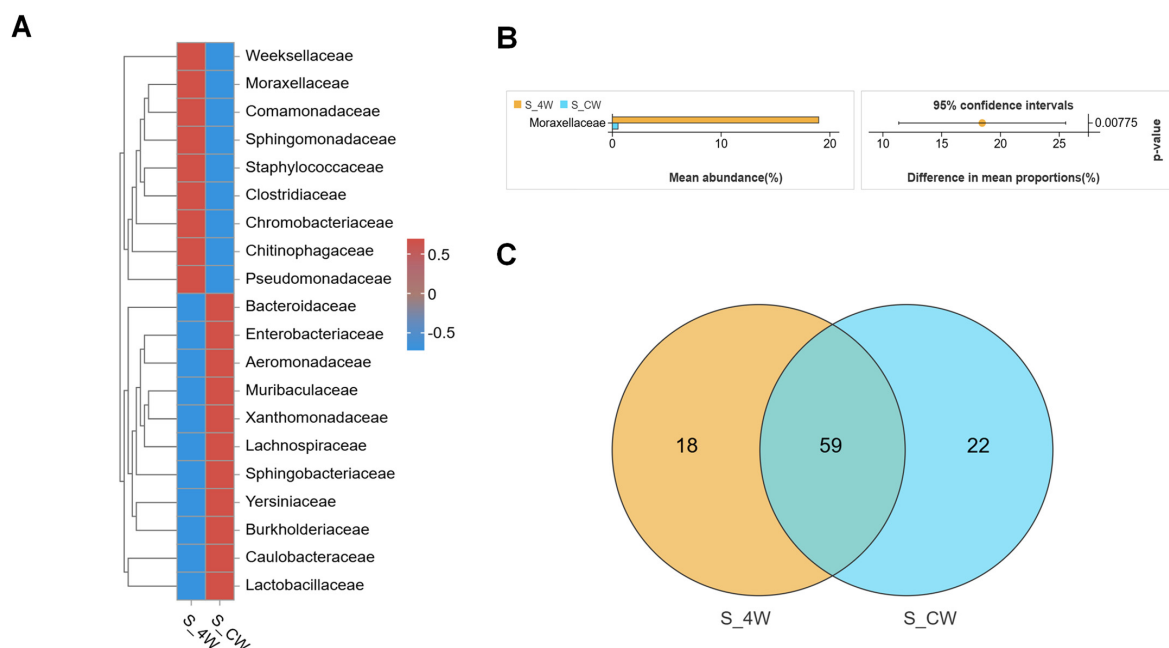 A
Weeksellaceae
Moraxellaceae
Comamonadaceae
Sphingomonadaceae
Staphylococcaceae
Clostridiaceae
Chromobacteriaceae
Chitinophagaceae
Pseudomonadaceae
Bacteroidaceae
Enterobacteriaceae
Aeromonadaceae
Muribaculaceae
Xanthomonadaceae
Lachnospiraceae
Sphingobacteriaceae
Yersiniaceae
Burkholderiaceae
Caulobacteraceae
Lactobacillaceae
S_4W
S_CW
0.5
0
-0.5
B
S_4W S_CW
Moraxellaceae
0 10 20
Mean abundance(%)
95% confidence intervals
10 15 20 25
Difference in mean proportions(%)
0.00775
p-value
C
18 59 22
S_4W S_CW